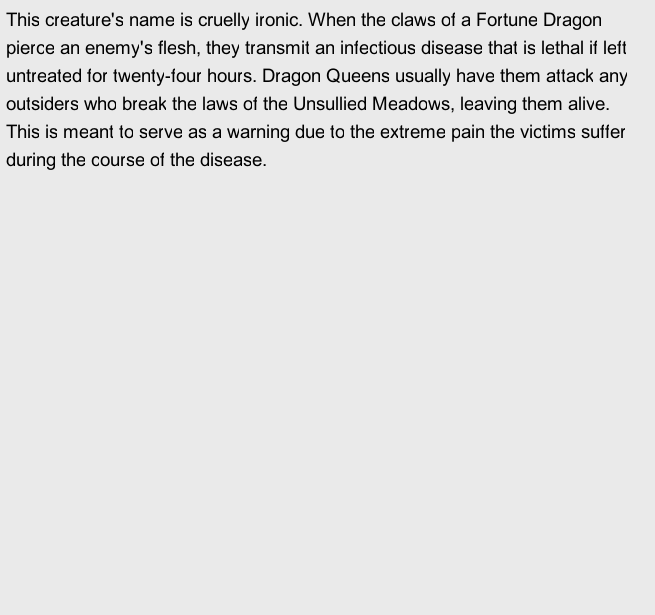 This creature's name is cruelly ironic. When the claws of a Fortune Dragon
pierce an enemy's flesh, they transmit an infectious disease that is lethal if left
untreated for twenty-four hours. Dragon Queens usually have them attack any
outsiders who break the laws of the Unsullied Meadows, leaving them alive.
This is meant to serve as a warning due to the extreme pain the victims suffer
during the course of the disease.